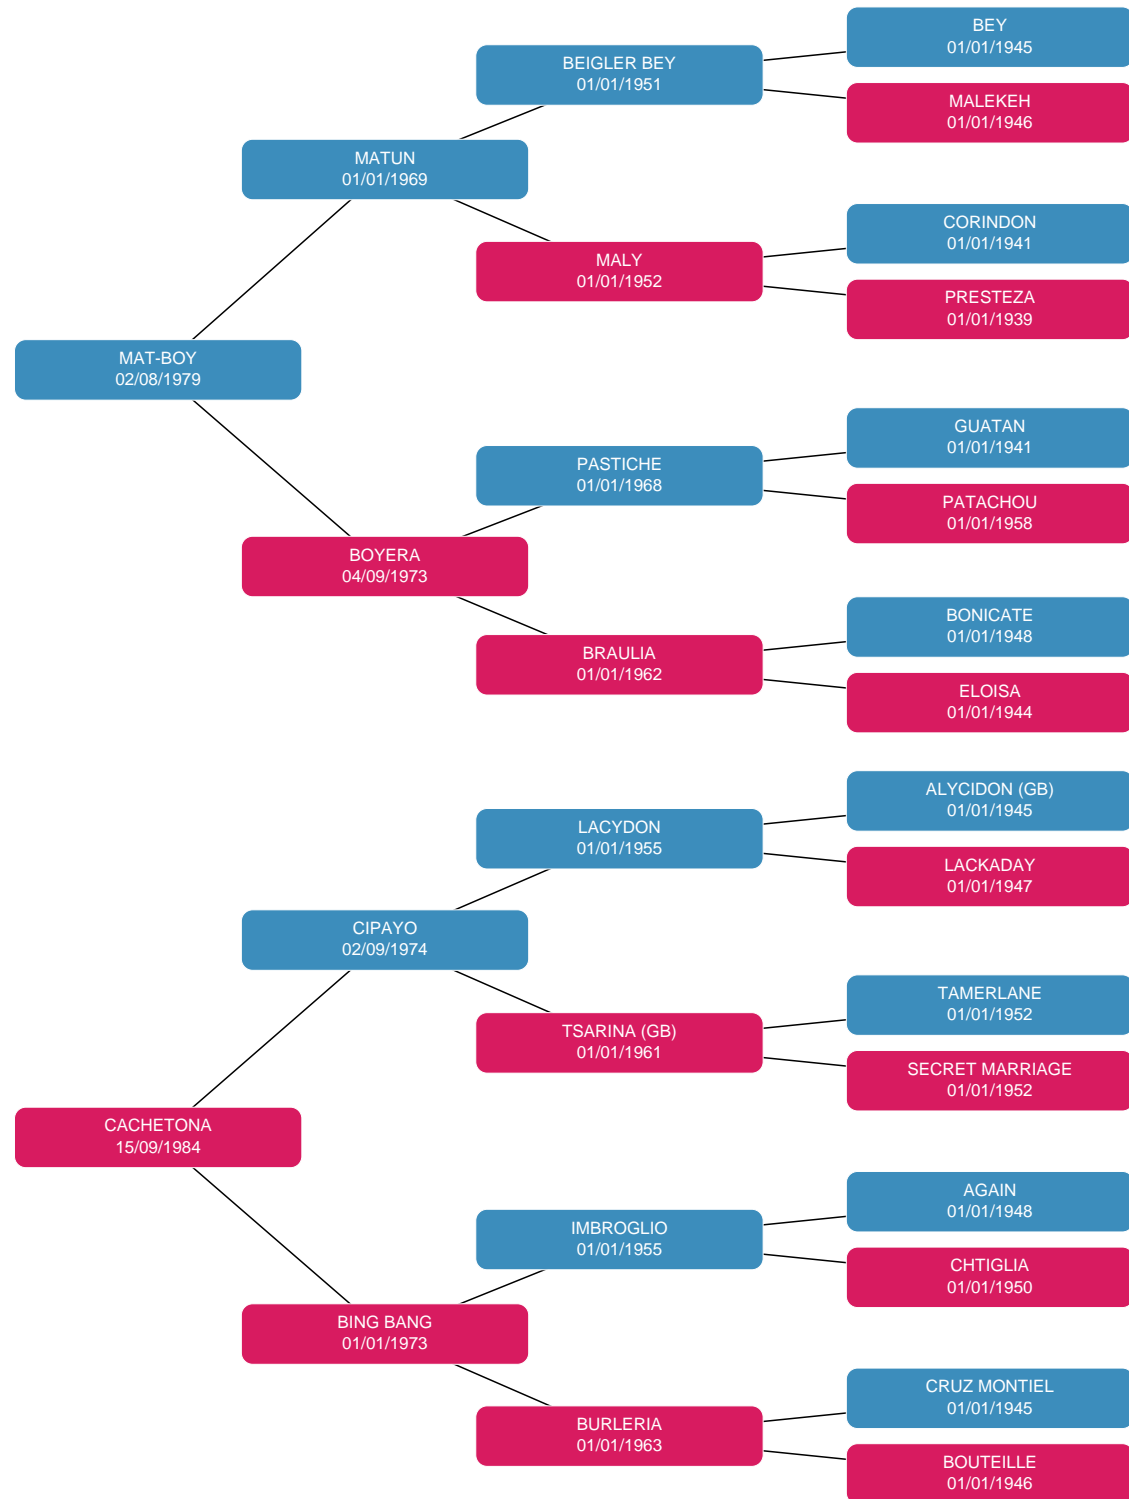 BEY
01/01/1945
BEIGLER BEY
01/01/1951
MALEKEH
01/01/1946
MATUN
01/01/1969
CORINDON
01/01/1941
MALY
01/01/1952
PRESTEZA
01/01/1939
MAT-BOY
02/08/1979
GUATAN
01/01/1941
PASTICHE
01/01/1968
PATACHOU
01/01/1958
BOYERA
04/09/1973
BONICATE
01/01/1948
BRAULIA
01/01/1962
ELOISA
01/01/1944
ALYCIDON (GB)
01/01/1945
LACYDON
01/01/1955
LACKADAY
01/01/1947
CIPAYO
02/09/1974
TAMERLANE
01/01/1952
TSARINA (GB)
01/01/1961
SECRET MARRIAGE
01/01/1952
CACHETONA
15/09/1984
AGAIN
01/01/1948
IMBROGLIO
01/01/1955
CHTIGLIA
01/01/1950
BING BANG
01/01/1973
CRUZ MONTIEL
01/01/1945
BURLERIA
01/01/1963
BOUTEILLE
01/01/1946